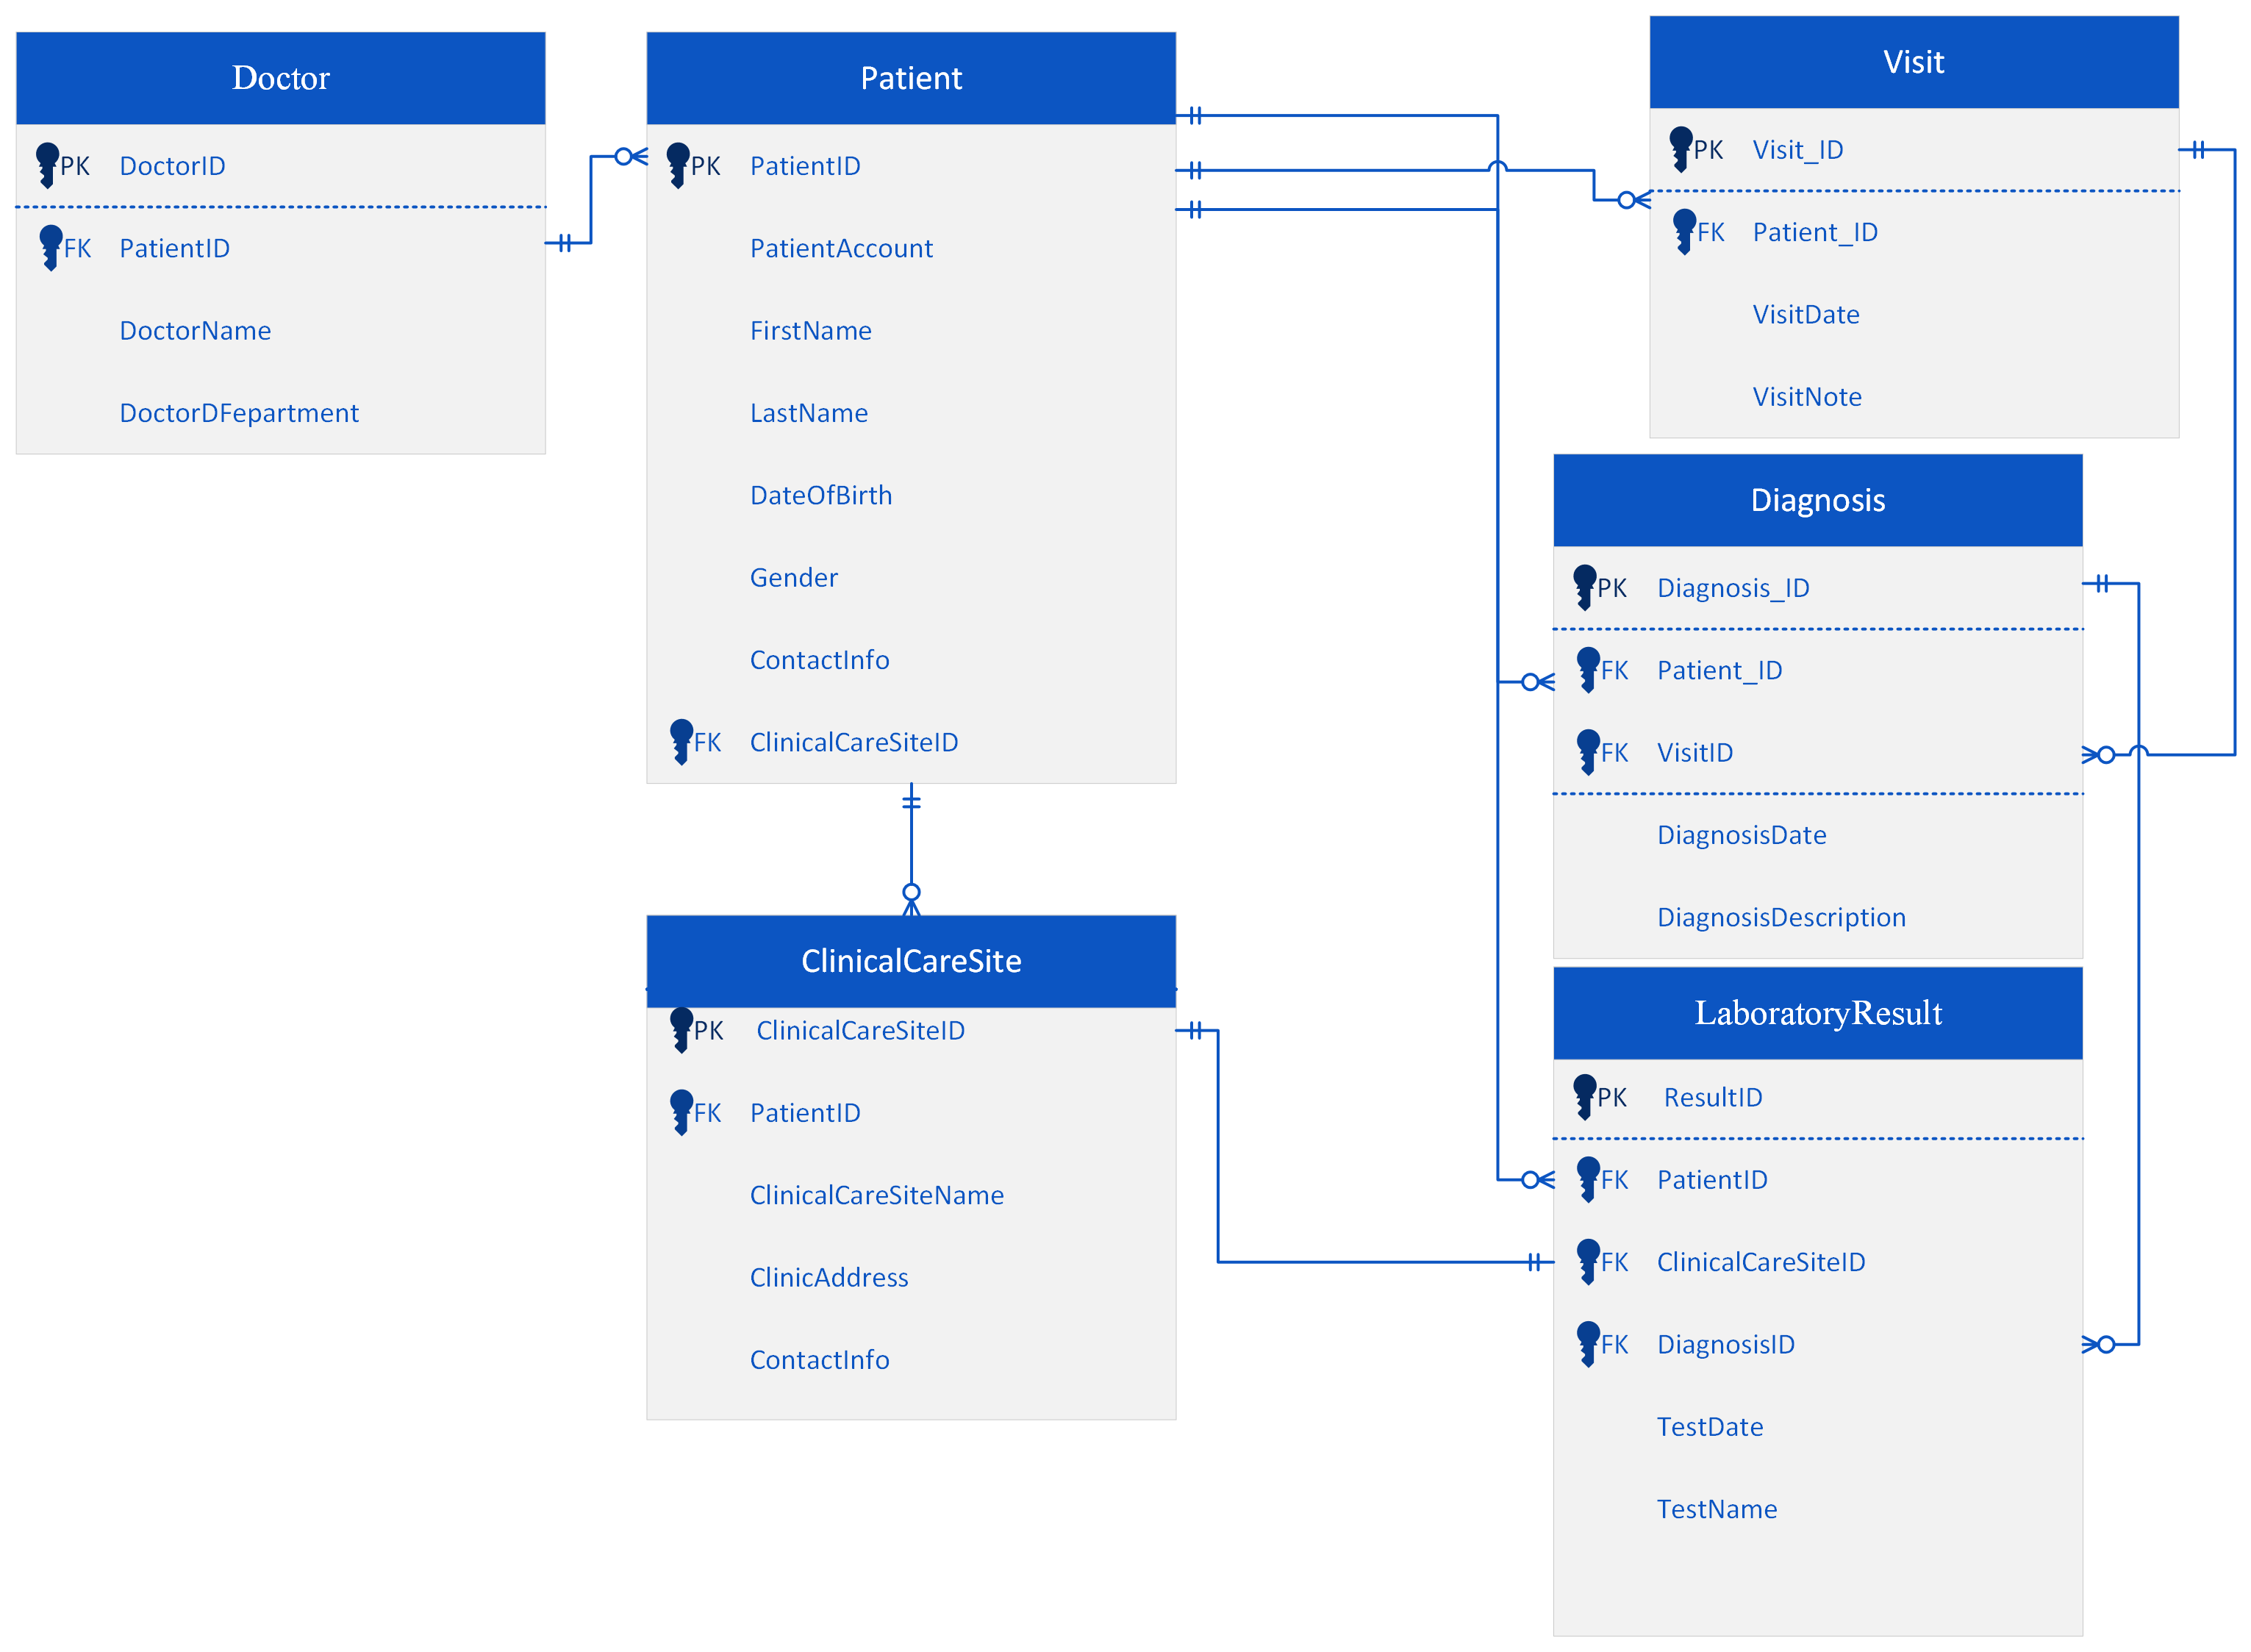 Doctor
PK DoctorID
FK PatientID
DoctorName
DoctorDFepartment
Patient
PK PatientID
PatientAccount
FirstName
LastName
DateOfBirth
Gender
ContactInfo
FK ClinicalCareSiteID
Visit
PK Visit_ID
FK Patient_ID
VisitDate
VisitNote
Diagnosis
PK Diagnosis_ID
FK Patient_ID
FK VisitID
DiagnosisDate
DiagnosisDescription
ClinicalCareSite
PK ClinicalCareSiteID
FK PatientID
ClinicalCareSiteName
ClinicAddress
ContactInfo
LaboratoryResult
PK ResultID
FK PatientID
FK ClinicalCareSiteID
FK DiagnosisID
TestDate
TestName